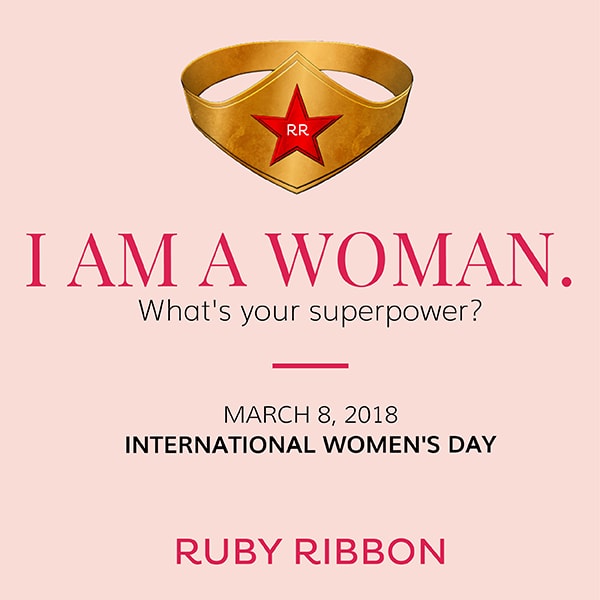 RR
I AM A WOMAN.
What's your superpower?
MARCH 8, 2018
INTERNATIONAL WOMEN'S DAY
RUBY RIBBON